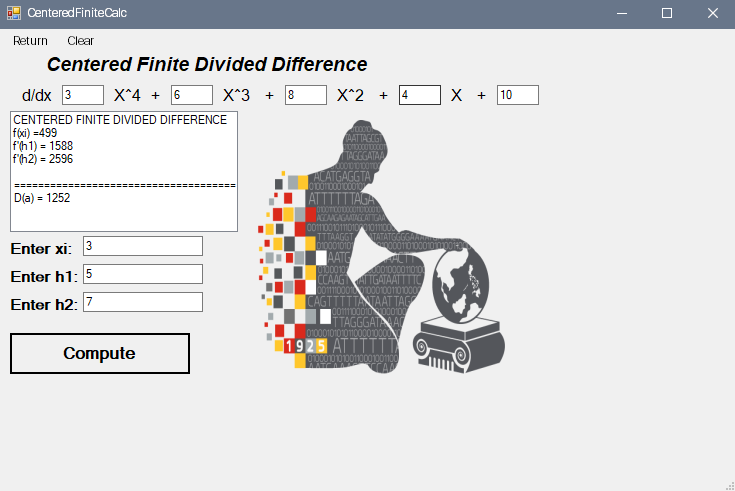 CenteredFiniteCalc
Return Clear
Centered Finite Divided Difference
d/dx 3 X^4 + 6 X^3 + 8 X^2 + 4 X + 10
CENTERED FINITE DIVIDED DIFFERENCE
f(xi) =499
f'(h1) = 1588
f'(h2) = 2596
=====================================
D(a) = 1252
Enter xi: 3
Enter h1: 5
Enter h2: 7
Compute
1925